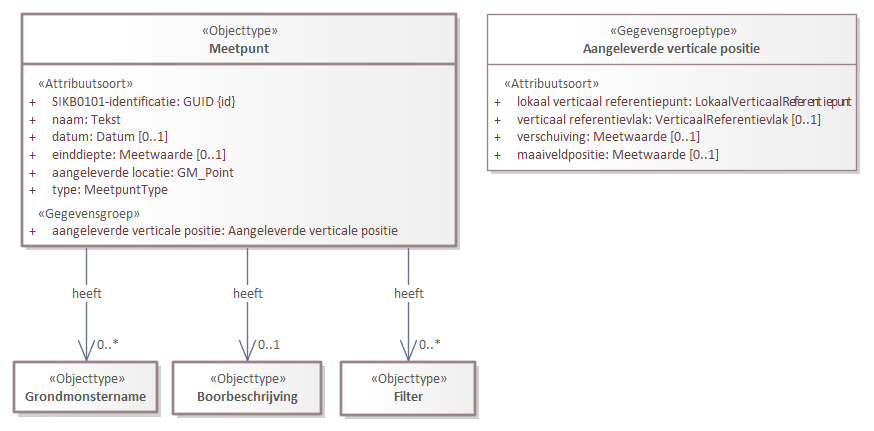 «Objecttype»
Meetpunt
«Attribuutsoort»
+ SIKB0101-identificatie: GUID {id}
+ naam: Tekst
+ datum: Datum [0..1]
+ einddiepte: Meetwaarde [0..1]
+ aangeleverde locatie: GM_Point
+ type: MeetpuntType
«Gegevensgroep»
+ aangeleverde verticale positie: Aangeleverde verticale positie
«Gegevensgroeptype»
Aangeleverde verticale positie
«Attribuutsoort»
+ lokaal verticaal referentiepunt: LokaalVerticaalReferentiepunt
+ verticaal referentievlak: VerticaalReferentievlak [0..1]
+ verschuiving: Meetwaarde [0..1]
+ maaiveldpositie: Meetwaarde [0..1]
heeft
0..*
heeft
0..1
heeft
0..*
«Objecttype»
Grondmonstername
«Objecttype»
Boorbeschrijving
«Objecttype»
Filter